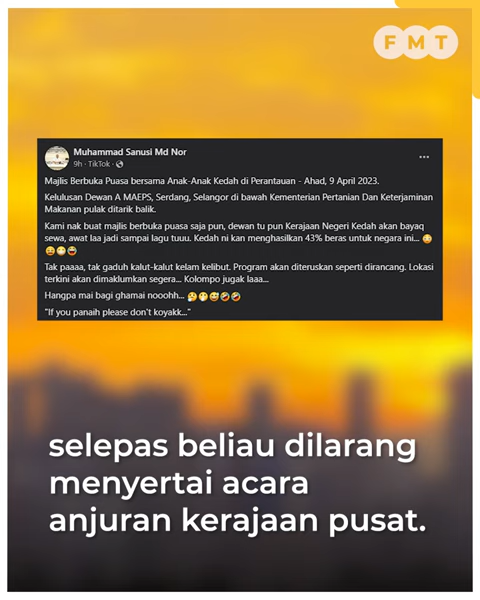 FMT
Muhammad Sanusi Md Nor
9h · TikTok ·
Majlis Berbuka Puasa bersama Anak-Anak Kedah di Perantauan - Ahad, 9 April 2023.
Kelulusan Dewan A MAEPS, Serdang, Selangor di bawah Kementerian Pertanian Dan Keterjaminan
Makanan pulak ditarik balik.
Kami nak buat majlis berbuka puasa saja pun, dewan tu pun Kerajaan Negeri Kedah akan bayaq
sewa, awat laa jadi sampai lagu tuuu. Kedah ni kan menghasilkan 43% beras untuk negara ini...
Tak paaaa, tak gaduh kalut-kalut kelam kelibut. Program akan diteruskan seperti dirancang. Lokasi
terkini akan dimaklumkan segera... Kolompo jugak laaa...
Hangpa mai bagi ghamai nooohh...
"If you panaih please don't koyakk..."
selepas beliau dilarang
menyertai acara
anjuran kerajaan pusat.